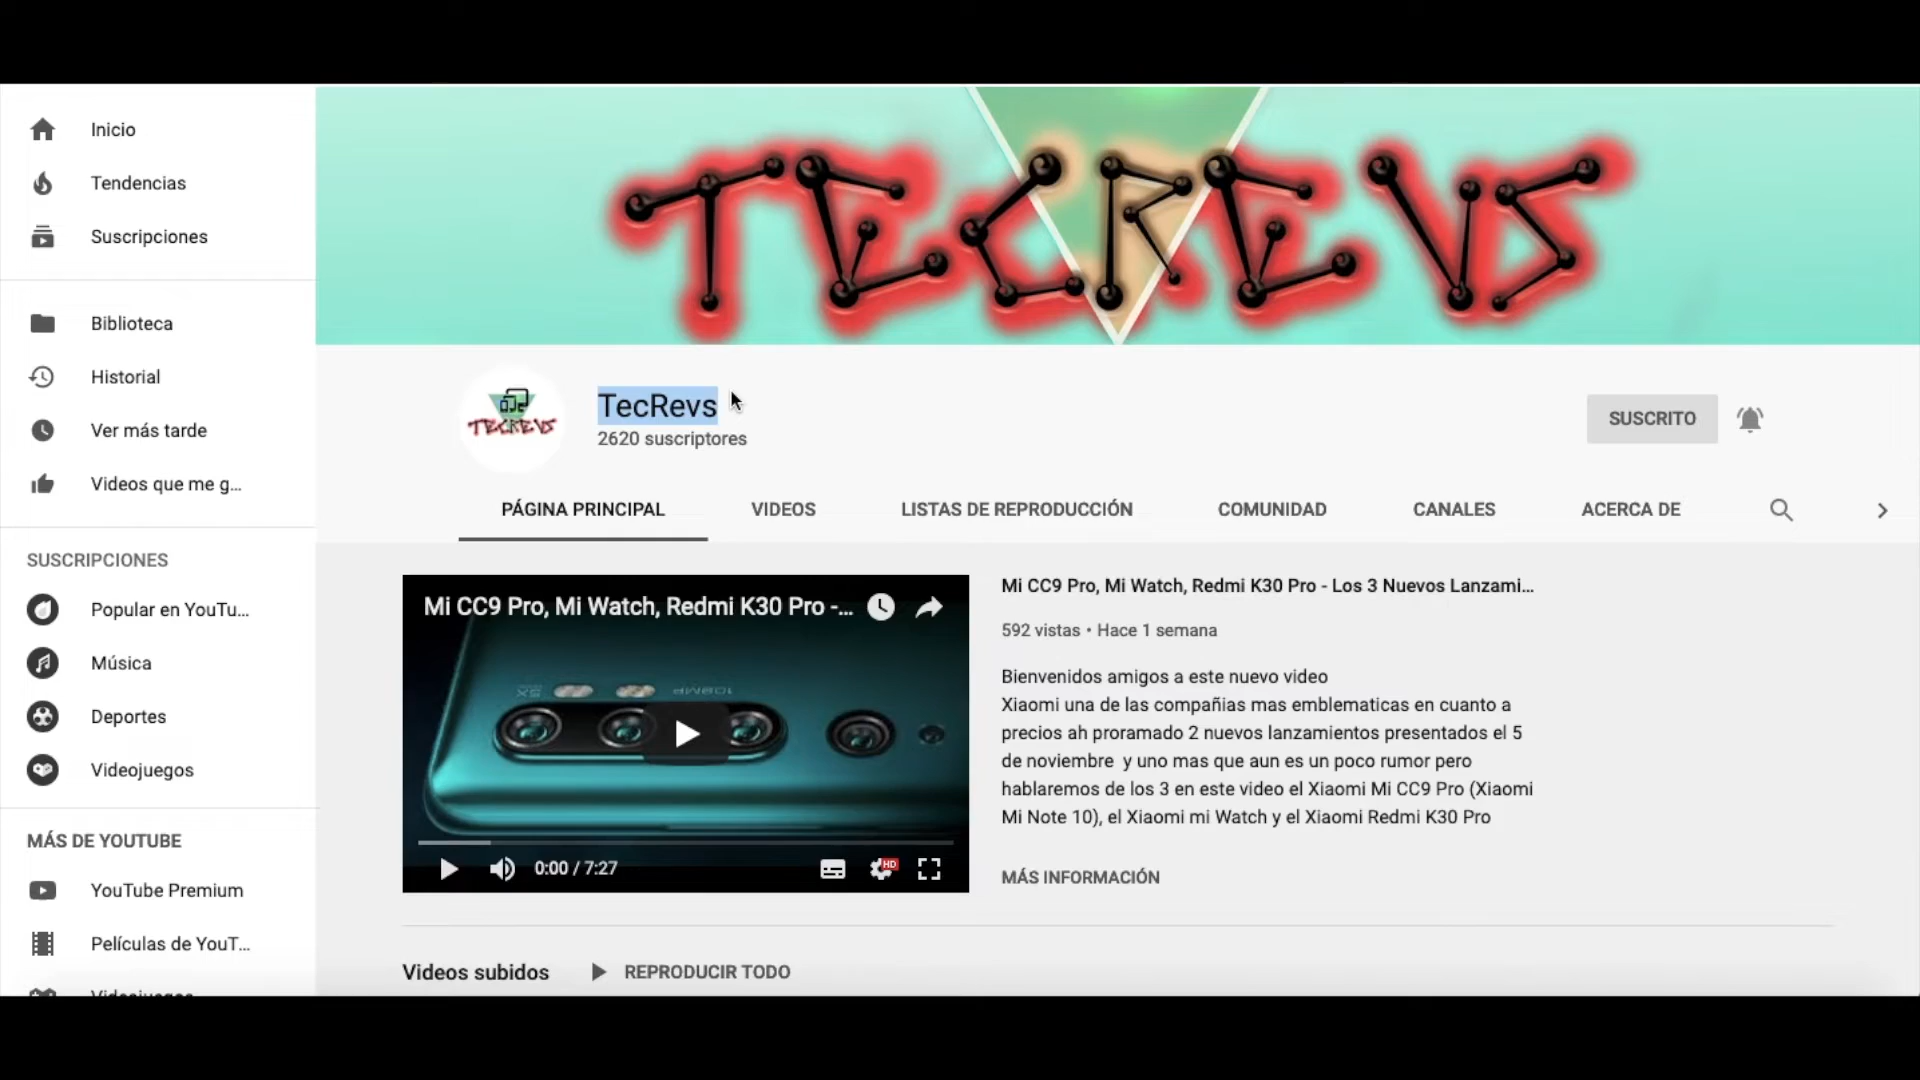 Inicio
Tendencias
Suscripciones
Biblioteca
Historial
Ver más tarde
Videos que me g...
SUSCRIPCIONES
Popular en YouTu...
Música
Deportes
Videojuegos
MÁS DE YOUTUBE
YouTube Premium
Películas de YouT...
Videojuegos
TECREVS
TECREVS
TecRevs
2620 suscriptores
SUSCRITO
PÁGINA PRINCIPAL
VIDEOS
LISTAS DE REPRODUCCIÓN
COMUNIDAD
CANALES
ACERCA DE
Mi CC9 Pro, Mi Watch, Redmi K30 Pro -...
5X
108MP
0:00 / 7:27
HD
Mi CC9 Pro, Mi Watch, Redmi K30 Pro - Los 3 Nuevos Lanzami...
592 vistas • Hace 1 semana
Bienvenidos amigos a este nuevo video
Xiaomi una de las compañias mas emblematicas en cuanto a
precios ah proramado 2 nuevos lanzamientos presentados el 5
de noviembre y uno mas que aun es un poco rumor pero
hablaremos de los 3 en este video el Xiaomi Mi CC9 Pro (Xiaomi
Mi Note 10), el Xiaomi mi Watch y el Xiaomi Redmi K30 Pro
MÁS INFORMACIÓN
Videos subidos
REPRODUCIR TODO